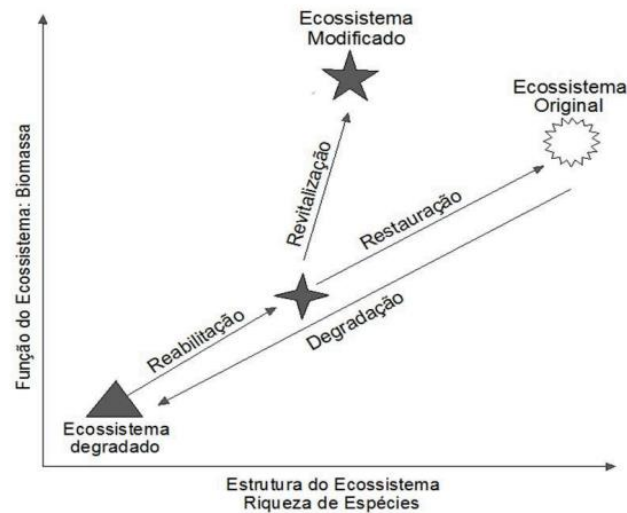 Ecossistema
Modificado
Ecossistema
Original
Função do Ecossistema: Biomassa
Revitalização
Restauração
Reabilitação
Degradação
Ecossistema
degradado
Estrutura do Ecossistema
Riqueza de Espécies